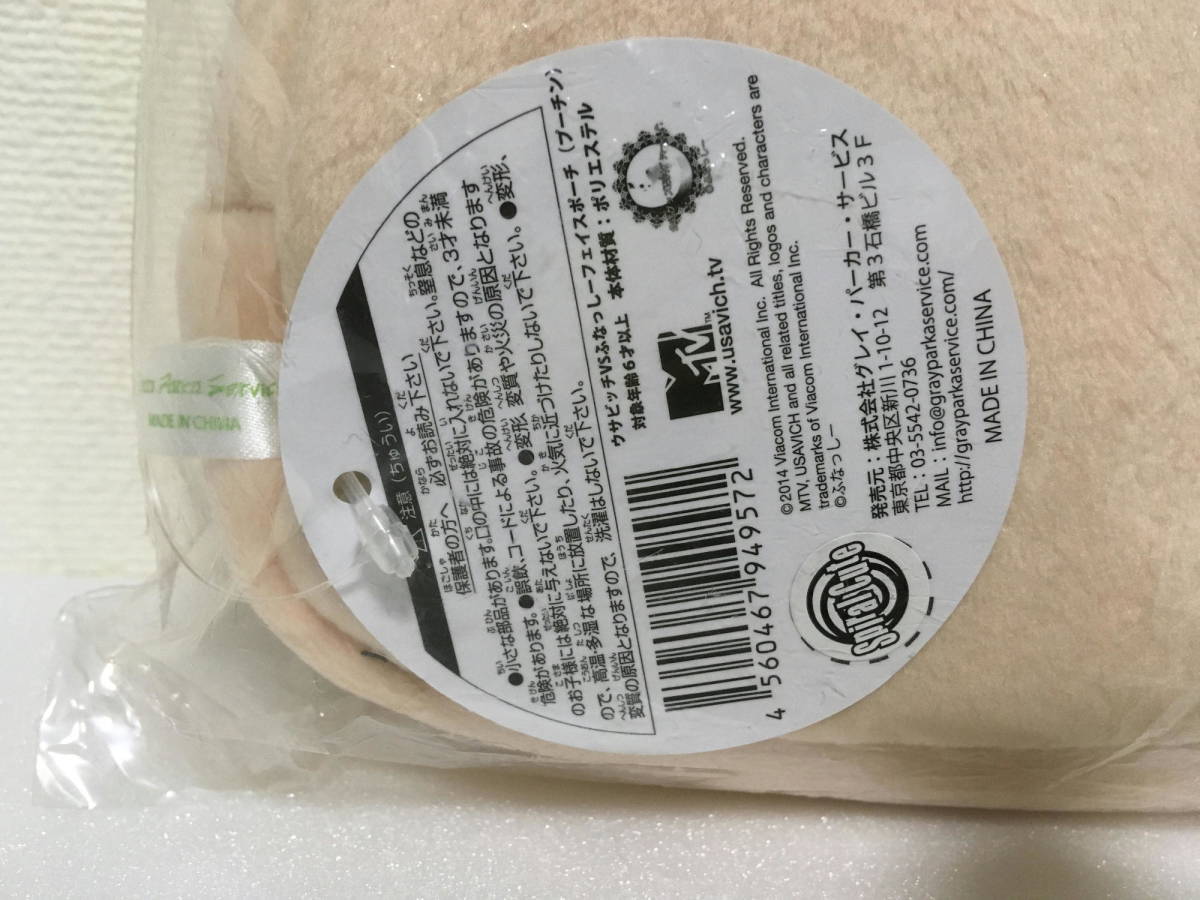 ⚠ 注意（ちゅうい）
保護者の方へ　必ずお読み下さい
●小さな部品があります。口の中には絶対に入れないで下さい。窒息などの
危険があります。●誤飲、コードによる事故の危険がありますので、3才未満
のお子様には絶対に与えないで下さい。●変形、変質や火災の原因となります
ので、高温・多湿な場所に放置したり、火気に近づけたりしないで下さい。●変形、
変質の原因となりますので、洗濯はしないで下さい。
ウサビッチVSふなっしーフェイスポーチ（プーチン）
対象年齢6才以上　本体材質：ポリエステル
4 560467 949572
MTM™
www.usavich.tv
ふなっしー
©2014 Viacom International Inc. All Rights Reserved.
MTV, USAVICH and all related titles, logos and characters are
trademarks of Viacom International Inc.
©ふなっしー
spiralcute
発売元：株式会社グレイ・パーカー・サービス
東京都中央区新川1-10-12　第3石橋ビル3F
TEL : 03-5542-0736
MAIL : info@grayparkaservice.com
http://grayparkaservice.com/
MADE IN CHINA
MADE IN CHINA